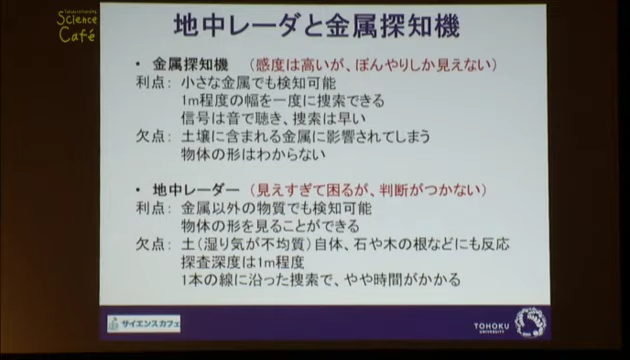 Tohoku University
Science
Café
地中レーダと金属探知機
• 金属探知機 （感度は高いが、ぼんやりしか見えない）
利点： 小さな金属でも検知可能
1m程度の幅を一度に捜索できる
信号は音で聴き、捜索は早い
欠点： 土壌に含まれる金属に影響されてしまう
物体の形はわからない
• 地中レーダー （見えすぎて困るが、判断がつかない）
利点： 金属以外の物質でも検知可能
物体の形を見ることができる
欠点： 土（湿り気が不均質）自体、石や木の根などにも反応
探査深度は1m程度
1本の線に沿った捜索で、やや時間がかかる
サイエンスカフェ
TOHOKU
UNIVERSITY